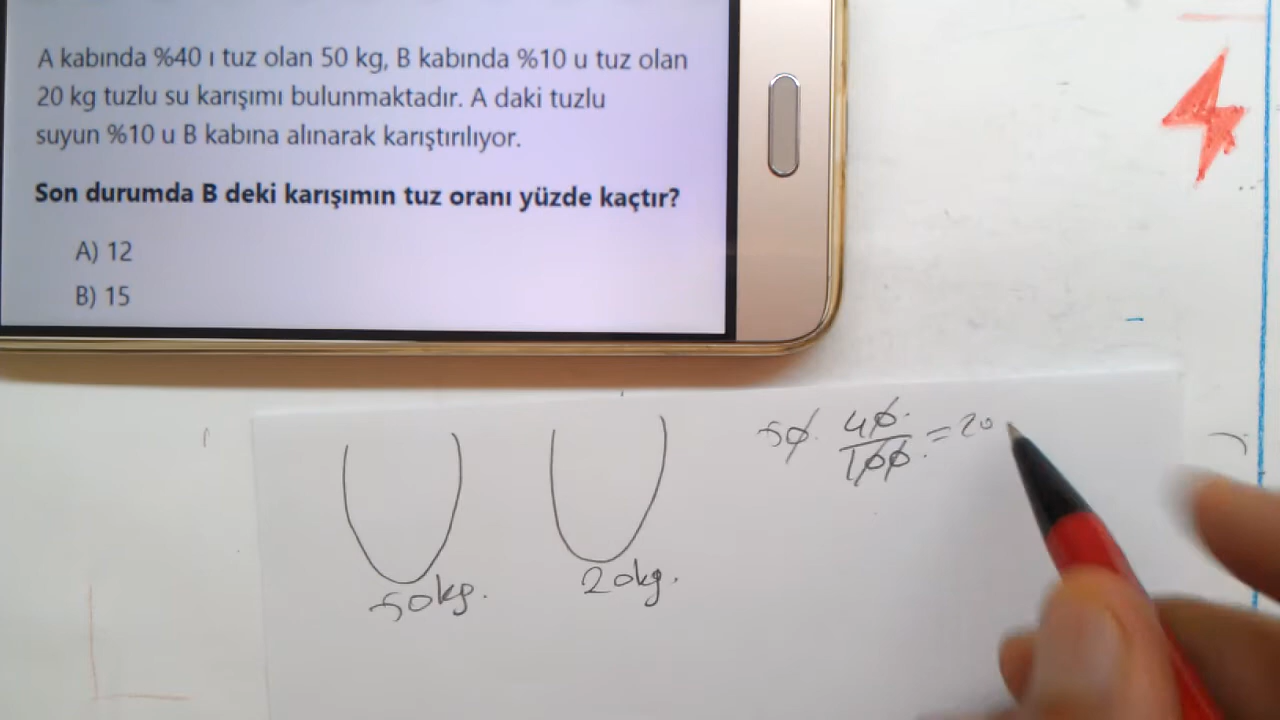 A kabında %40 ı tuz olan 50 kg, B kabında %10 u tuz olan
20 kg tuzlu su karışımı bulunmaktadır. A daki tuzlu
suyun %10 u B kabına alınarak karıştırılıyor.
Son durumda B deki karışımın tuz oranı yüzde kaçtır?
A) 12
B) 15
50 . 40/100 = 20
50kg.
20kg.